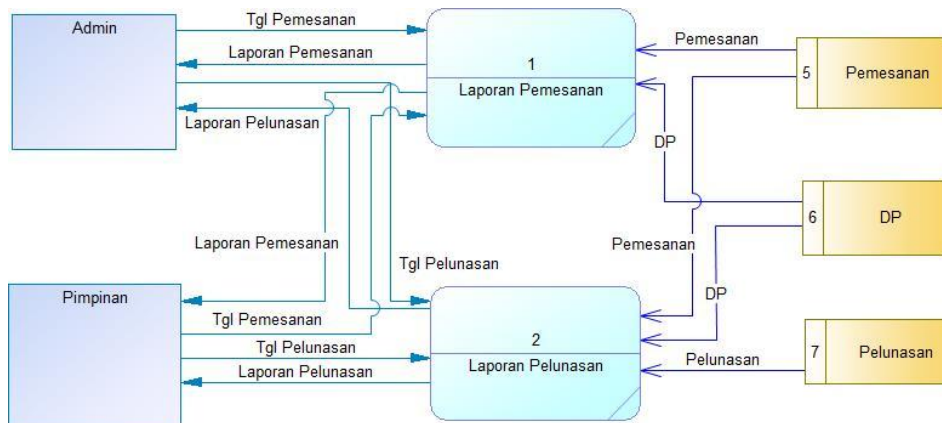 Admin
Tgl Pemesanan
Laporan Pemesanan
Laporan Pelunasan
1
Laporan Pemesanan
Pemesanan
5
Pemesanan
DP
6
DP
Laporan Pemesanan
Tgl Pelunasan
Pemesanan
DP
Pimpinan
Tgl Pemesanan
Tgl Pelunasan
Laporan Pelunasan
2
Laporan Pelunasan
Pelunasan
7
Pelunasan